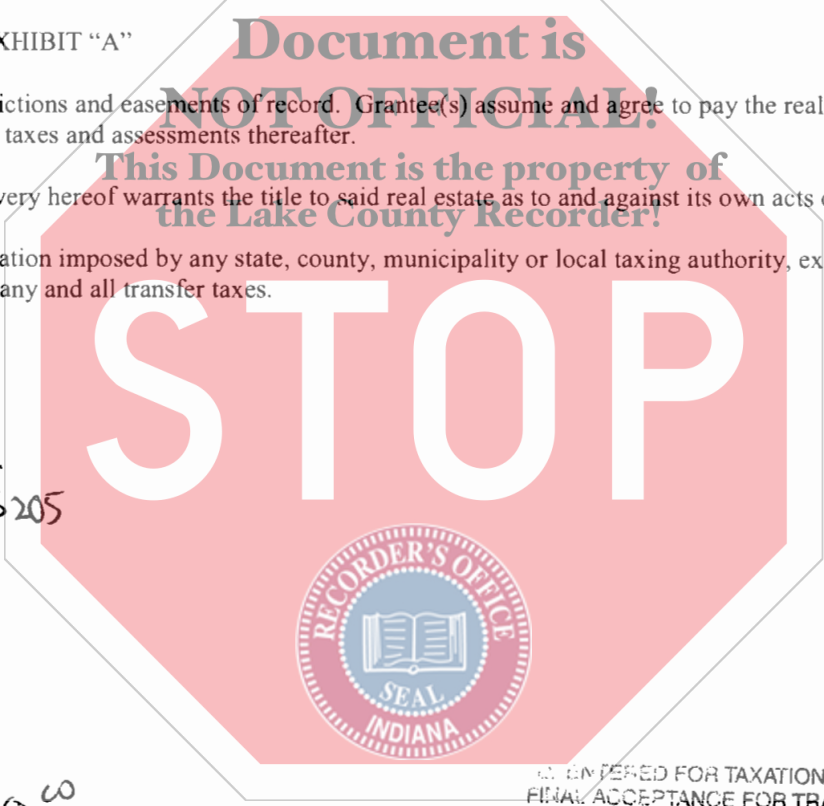 XHIBIT “A”
Document is
NOT OFFICIAL!
ictions and easements of record. Grantee(s) assume and agree to pay the real
taxes and assessments thereafter.
This Document is the property of
very hereof warrants the title to said real estate as to and against its own acts
the Lake County Recorder!
ation imposed by any state, county, municipality or local taxing authority, ex
any and all transfer taxes.
STOP
205
RECORDER'S OFFICE
SEAL
INDIANA
ENTERED FOR TAXATION
FINAL ACCEPTANCE FOR TR